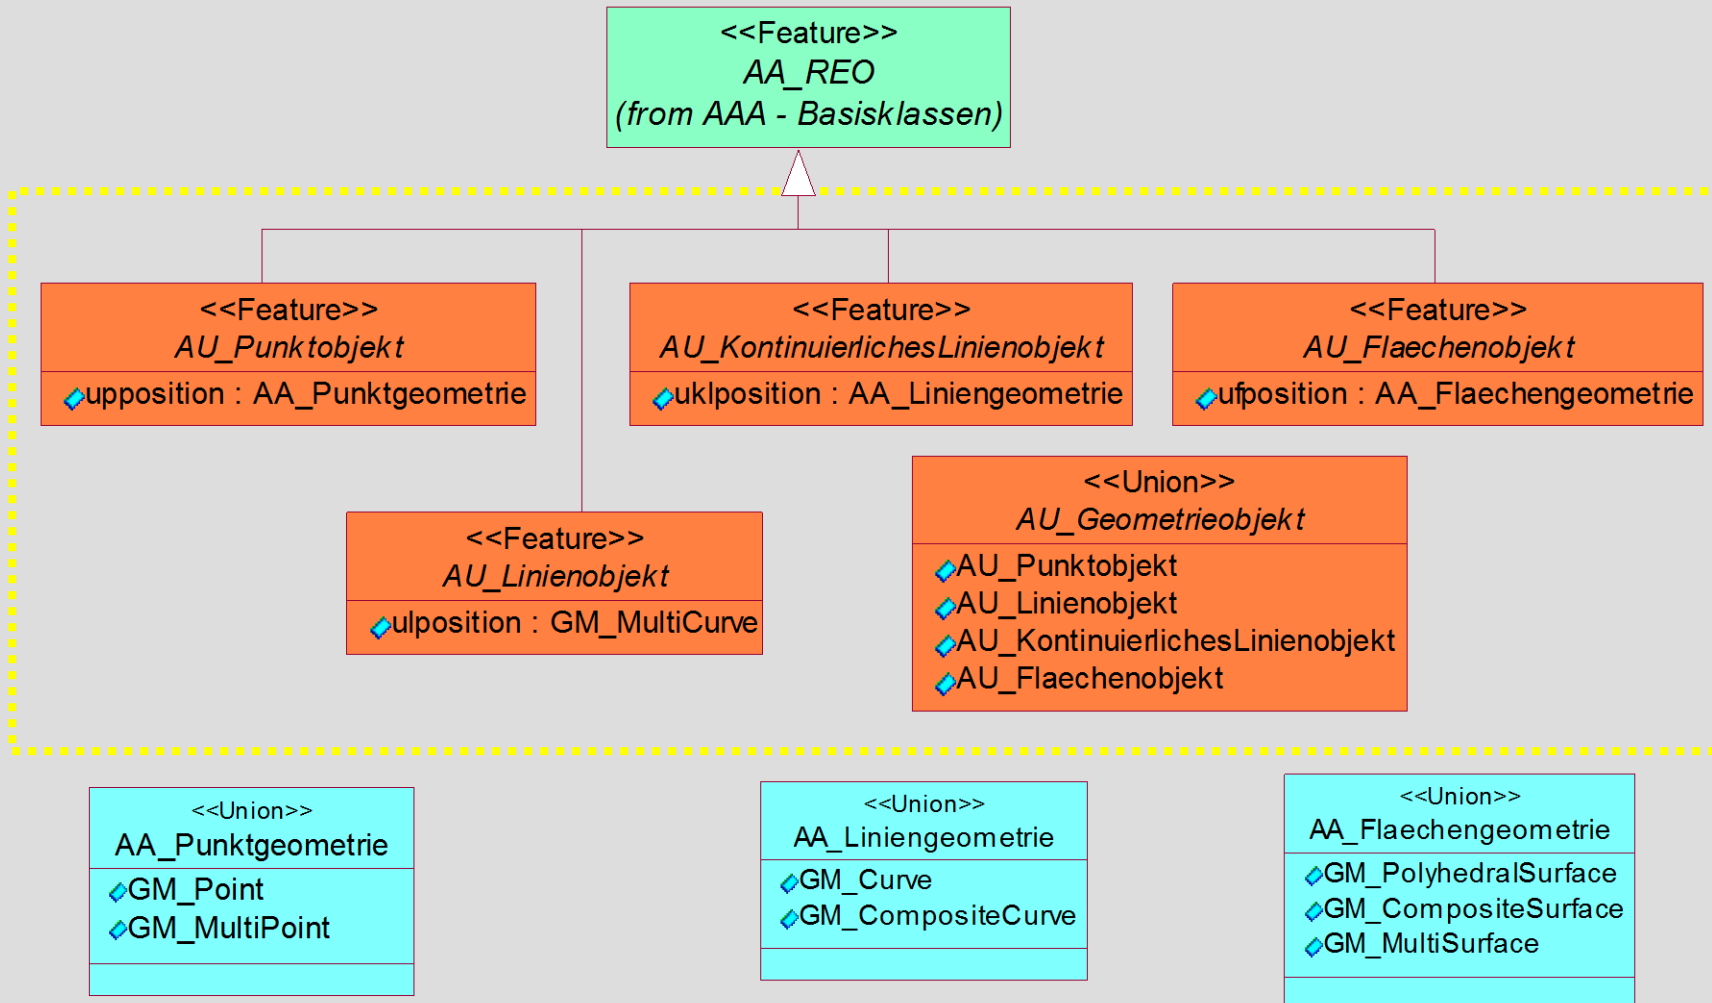 <<Feature>>
AA_REO
(from AAA - Basisklassen)
<<Feature>>
AU_Punktobjekt
upposition : AA_Punktgeometrie
<<Feature>>
AU_KontinuierlichesLinienobjekt
uklposition : AA_Liniengeometrie
<<Feature>>
AU_Flaechenobjekt
ufposition : AA_Flaechengeometrie
<<Feature>>
AU_Linienobjekt
ulposition : GM_MultiCurve
<<Union>>
AU_Geometrieobjekt
AU_Punktobjekt
AU_Linienobjekt
AU_KontinuierlichesLinienobjekt
AU_Flaechenobjekt
<<Union>>
AA_Punktgeometrie
GM_Point
GM_MultiPoint
<<Union>>
AA_Liniengeometrie
GM_Curve
GM_CompositeCurve
<<Union>>
AA_Flaechengeometrie
GM_PolyhedralSurface
GM_CompositeSurface
GM_MultiSurface